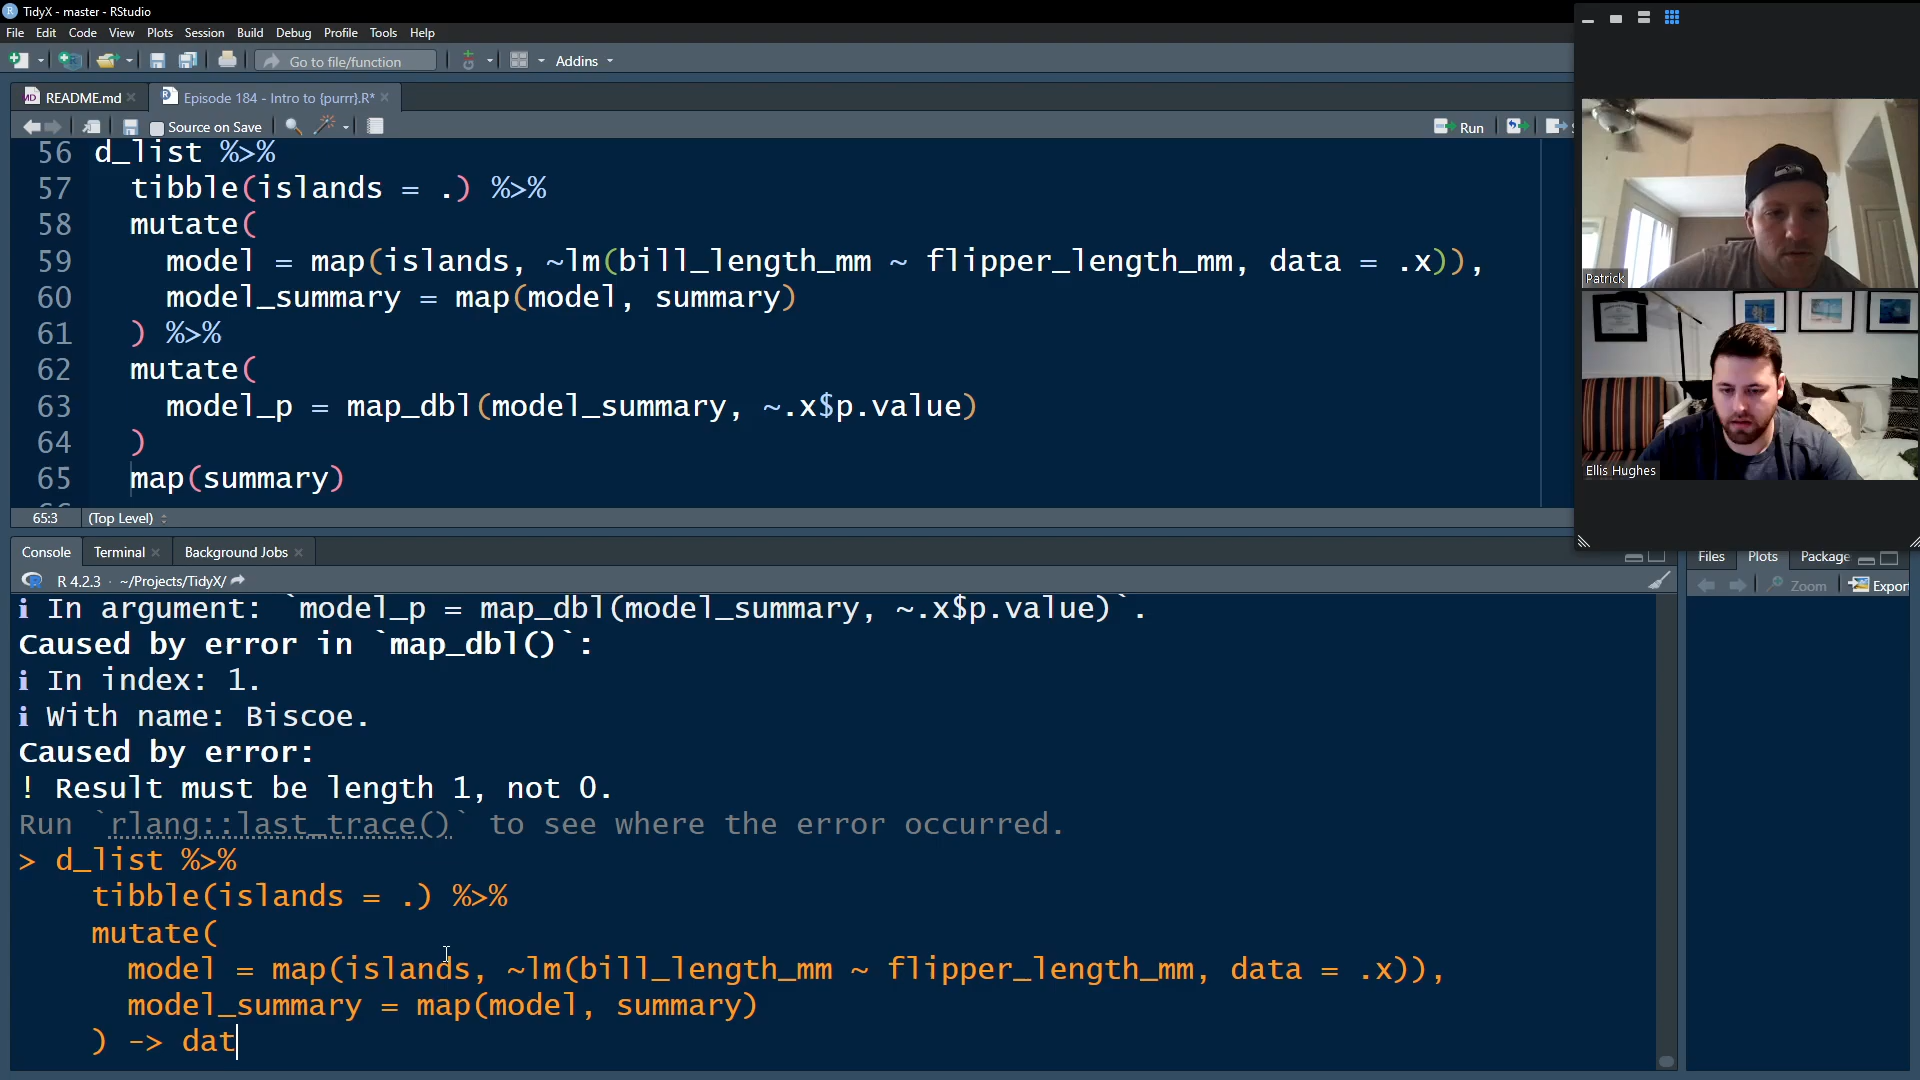 TidyX - master - RStudio
File Edit Code View Plots Session Build Debug Profile Tools Help
Go to file/function Addins
README.md Episode 184 - Intro to {purrr}.R*
Source on Save Run
56 d_list %>%
57 tibble(islands = .) %>%
58 mutate(
59 model = map(islands, ~lm(bill_length_mm ~ flipper_length_mm, data = .x)),
60 model_summary = map(model, summary)
61 ) %>%
62 mutate(
63 model_p = map_dbl(model_summary, ~.x$p.value)
64 )
65 map(summary)
65:3 (Top Level)
Patrick
Ellis Hughes
Console Terminal Background Jobs
R 4.2.3 · ~/Projects/TidyX/
i In argument: `model_p = map_dbl(model_summary, ~.x$p.value)`.
Caused by error in `map_dbl()`:
i In index: 1.
i With name: Biscoe.
Caused by error:
! Result must be length 1, not 0.
Run `rlang::last_trace()` to see where the error occurred.
> d_list %>%
tibble(islands = .) %>%
mutate(
model = map(islands, ~lm(bill_length_mm ~ flipper_length_mm, data = .x)),
model_summary = map(model, summary)
) -> dat
Files Plots Package
Zoom Expor